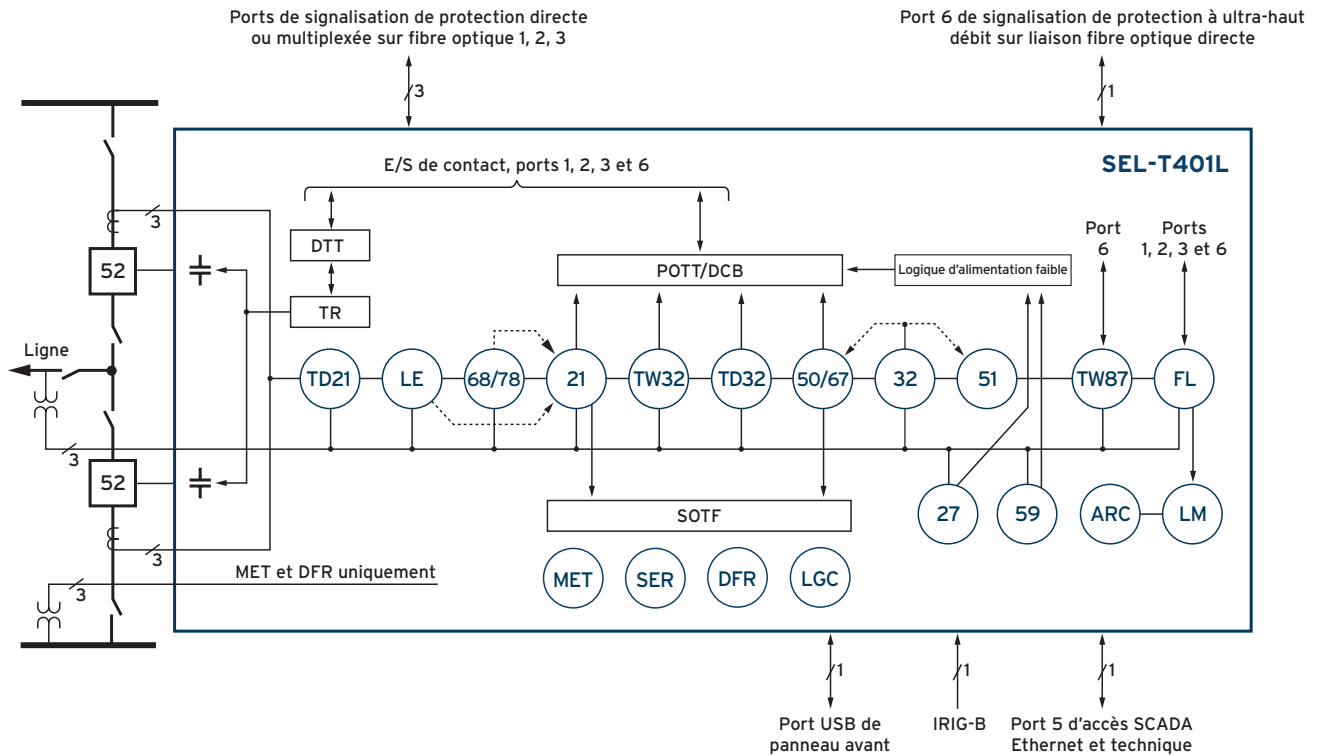 Ports de signalisation de protection directe
ou multiplexée sur fibre optique 1, 2, 3
Port 6 de signalisation de protection à ultra-haut
débit sur liaison fibre optique directe
3
1
SEL-T401L
E/S de contact, ports 1, 2, 3 et 6
3
52
DTT
TR
POTT/DCB
Logique d'alimentation faible
Port
6
Ports
1, 2, 3 et 6
Ligne
TD21
LE
68/78
21
TW32
TD32
50/67
32
51
TW87
FL
3
52
SOTF
27
59
ARC
LM
3
MET et DFR uniquement
3
MET
SER
DFR
LGC
1
1
1
Port USB de
panneau avant
IRIG-B
Port 5 d'accès SCADA
Ethernet et technique